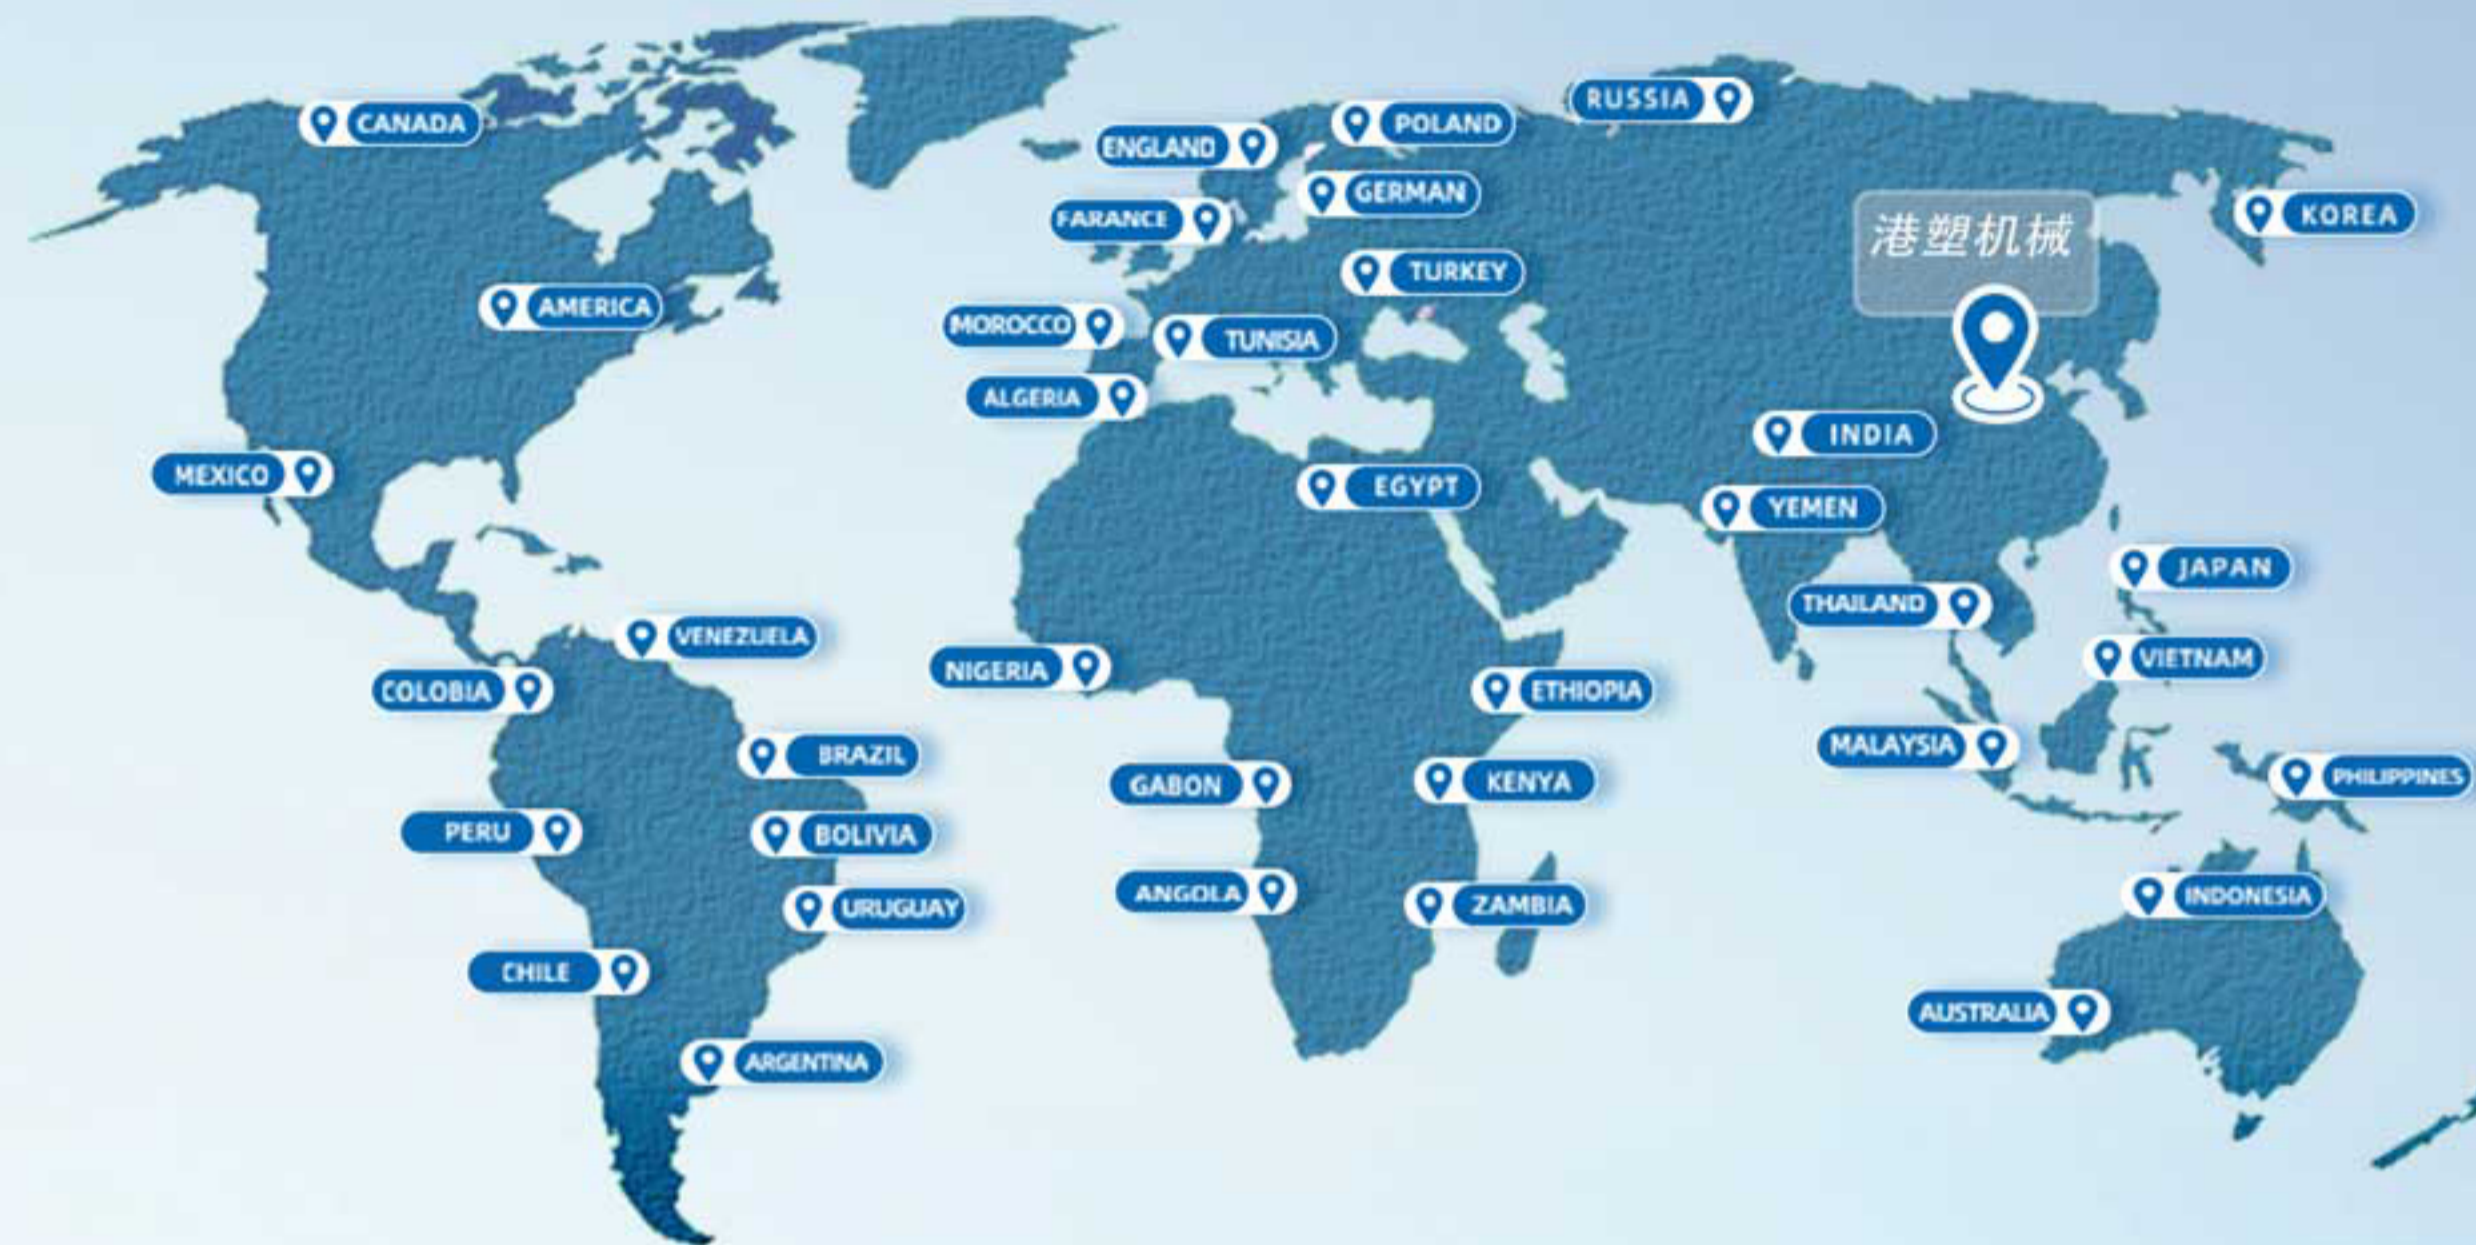 RUSSIA
CANADA
POLAND
ENGLAND
GERMAN
FARANCE
KOREA
港塑机械
TURKEY
AMERICA
MOROCCO
TUNISIA
ALGERIA
INDIA
MEXICO
EGYPT
YEMEN
JAPAN
THAILAND
VENEZUELA
VIETNAM
NIGERIA
COLOBIA
ETHIOPIA
MALAYSIA
BRAZIL
PHILIPPINES
GABON
KENYA
PERU
BOLIVIA
ANGOLA
INDONESIA
ZAMBIA
URUGUAY
CHILE
AUSTRALIA
ARGENTINA